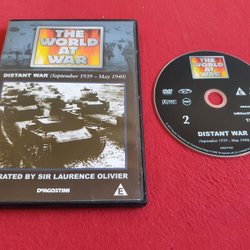 THE WORLD
AT WAR
DISTANT WAR (September 1939 – May 1940)
RATED BY SIR LAURENCE OLIVIER
DEAGOSTINI
E
THE
WORLD
AT WAR
DVD
2
DISTANT WAR
(September 1939 – May 1940)